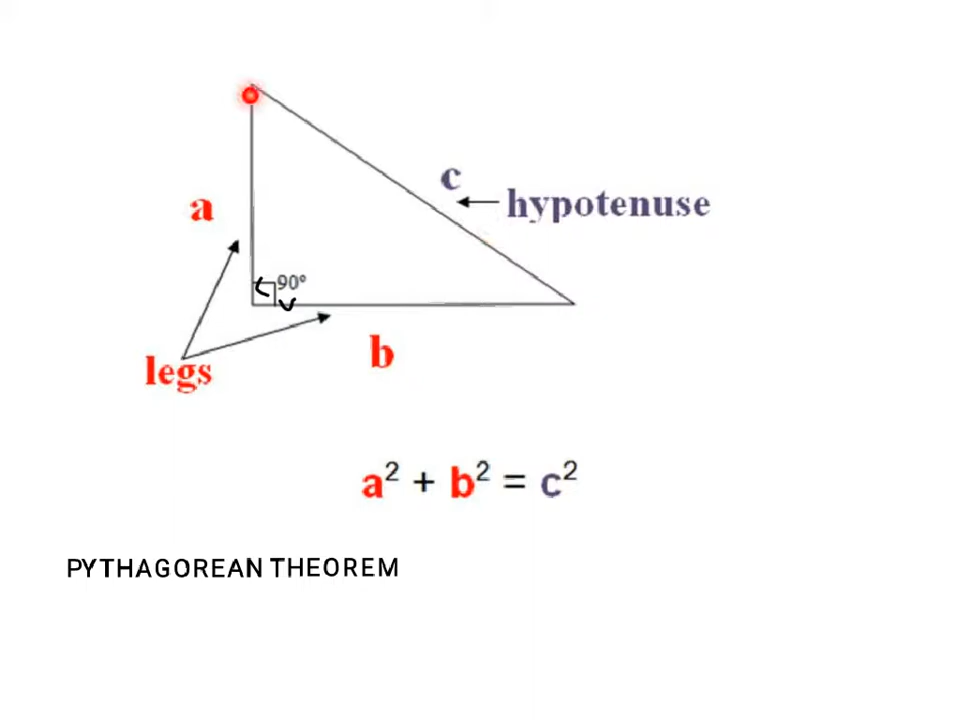 c
hypotenuse
a
90°
b
legs
a² + b² = c²
PYTHAGOREAN THEOREM